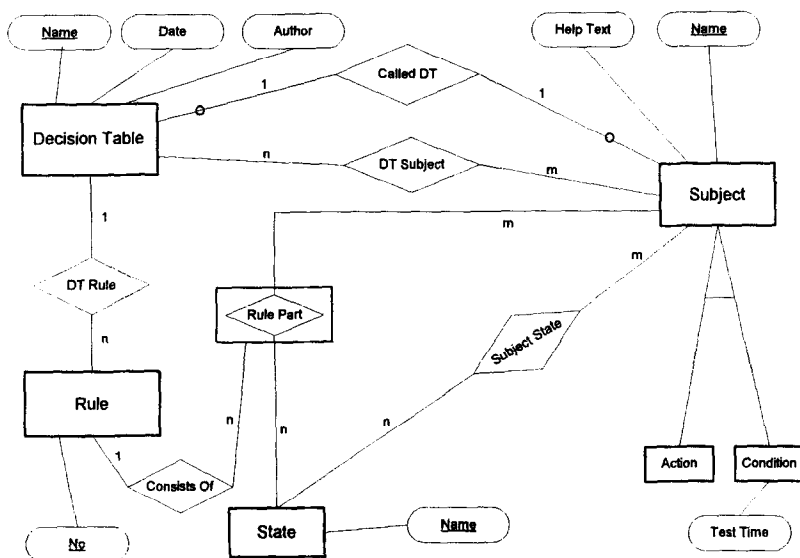 Name
Date
Author
Help Text
Name
Called DT
1
1
O
O
Decision Table
n
DT Subject
m
Subject
1
m
m
DT Rule
Rule Part
Subject State
n
Rule
n
n
n
1
Consists Of
Action
Condition
No
State
Name
Test Time